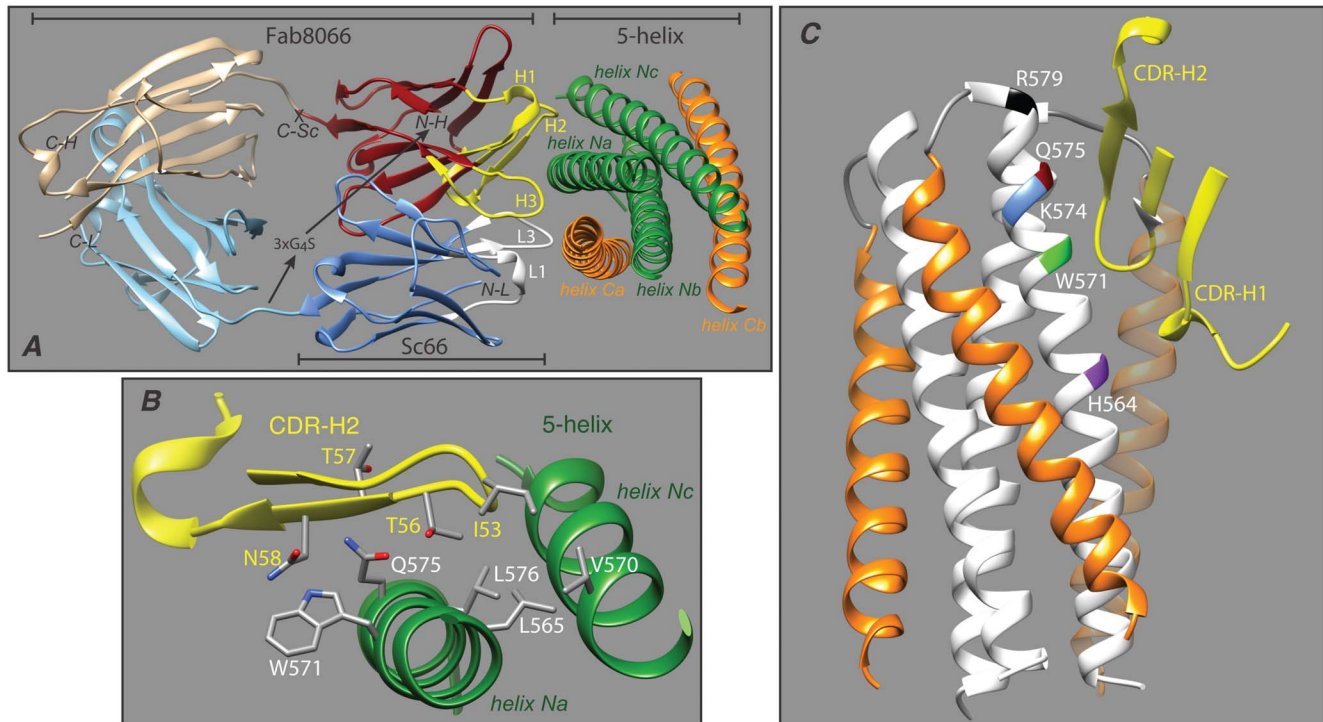 Fab8066
5-helix
helix Nc
H1
N-H
H2
X
C-Sc
C-H
helix Na
H3
C-L
3xG₄S
L3
L1
N-L
helix Ca
helix Nb
helix Cb
A
Sc66
B
CDR-H2
5-helix
T57
helix Nc
T56
I53
N58
Q575
V570
L576
L565
W571
helix Na
C
CDR-H2
R579
Q575
K574
W571
CDR-H1
H564